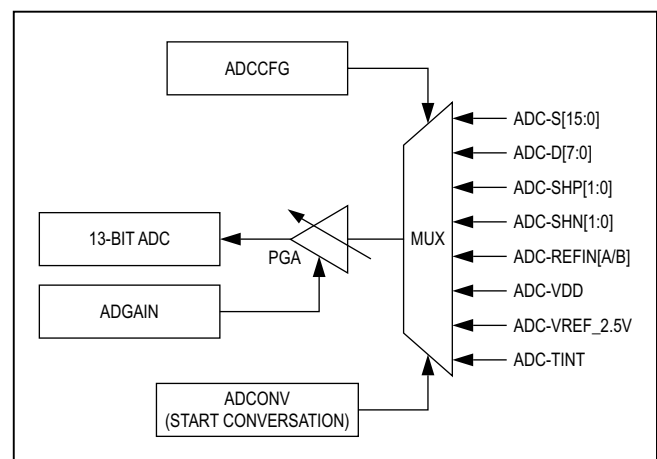 ADCCFG
ADC-S[15:0]
ADC-D[7:0]
ADC-SHP[1:0]
13-BIT ADC
PGA
MUX
ADC-SHN[1:0]
ADC-REFIN[A/B]
ADGAIN
ADC-VDD
ADC-VREF_2.5V
ADC-TINT
ADCONV
(START CONVERSATION)